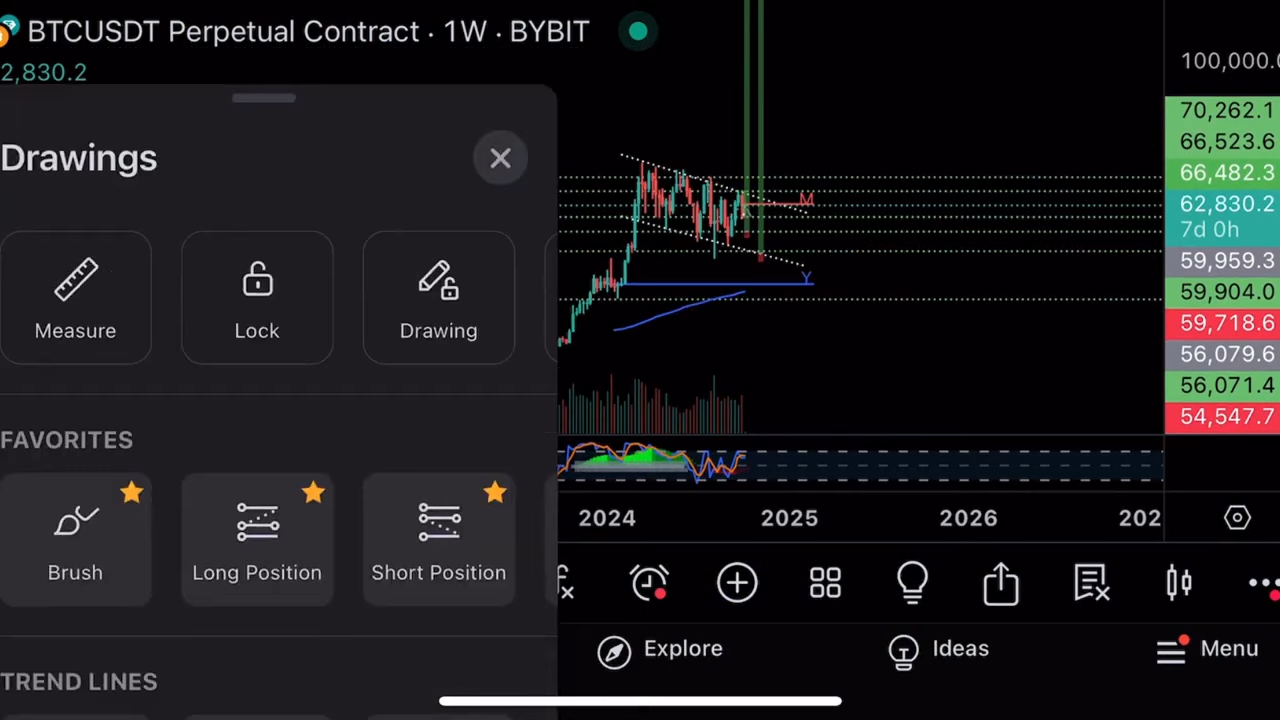 BTCUSDT Perpetual Contract · 1W · BYBIT
2,830.2
Drawings
Measure
Lock
Drawing
FAVORITES
Brush
Long Position
Short Position
TREND LINES
M
Y
100,000.0
70,262.1
66,523.6
66,482.3
62,830.2
7d 0h
59,959.3
59,904.0
59,718.6
56,079.6
56,071.4
54,547.7
2024
2025
2026
202
Explore
Ideas
Menu